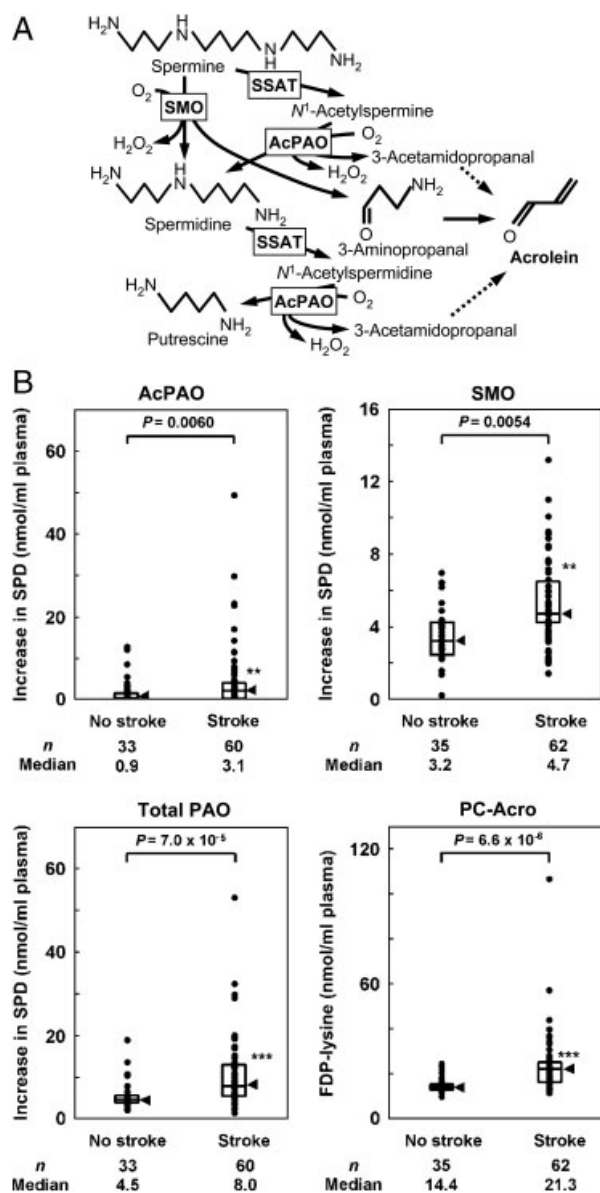 A
H₂N
H
N
N
H
NH₂
Spermine
SSAT
O₂
SMO
N¹-Acetylspermine
H₂O₂
AcPAO
O₂
H₂O₂
3-Acetamidopropanal
H₂N
H
N
NH₂
Spermidine
NH₂
O
3-Aminopropanal
O
Acrolein
SSAT
N¹-Acetylspermidine
H₂N
NH₂
Putrescine
AcPAO
O₂
H₂O₂
3-Acetamidopropanal
B
AcPAO
P = 0.0060
Increase in SPD (nmol/ml plasma)
60
40
20
0
**
No stroke Stroke
n 33 60
Median 0.9 3.1
SMO
P = 0.0054
Increase in SPD (nmol/ml plasma)
16
12
8
4
0
**
No stroke Stroke
n 35 62
Median 3.2 4.7
Total PAO
P = 7.0 x 10⁻⁵
Increase in SPD (nmol/ml plasma)
60
40
20
0
***
No stroke Stroke
n 33 60
Median 4.5 8.0
PC-Acro
P = 6.6 x 10⁻⁶
FDP-lysine (nmol/ml plasma)
120
60
0
***
No stroke Stroke
n 35 62
Median 14.4 21.3